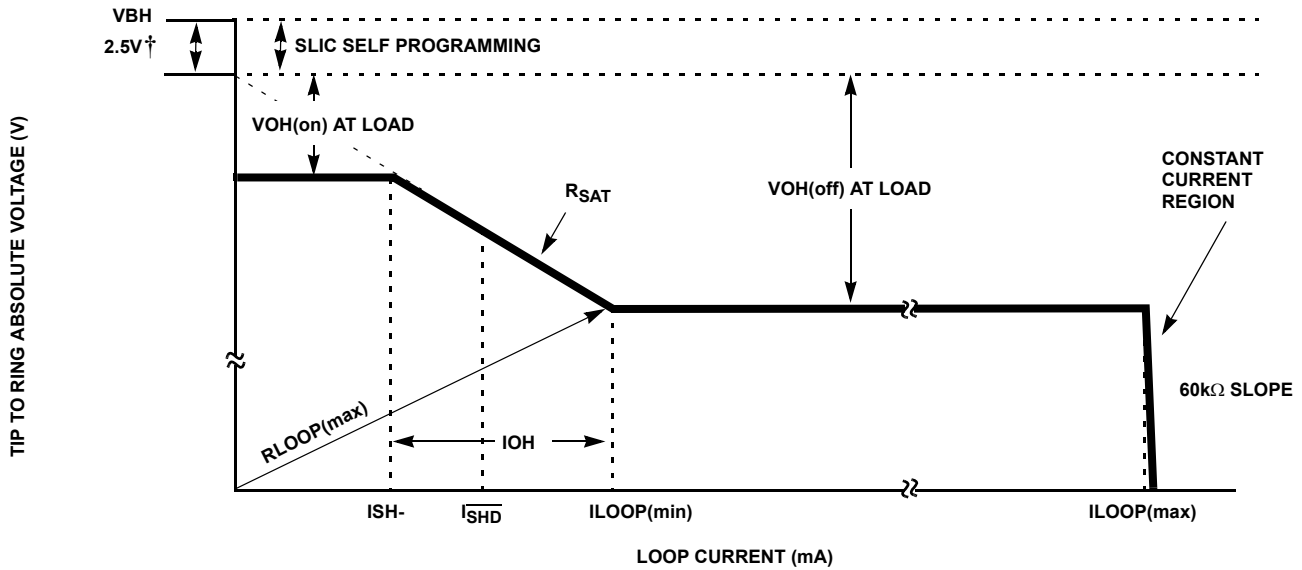 VBH
2.5V†
SLIC SELF PROGRAMMING
VOH(on) AT LOAD
RSAT
VOH(off) AT LOAD
CONSTANT
CURRENT
REGION
TIP TO RING ABSOLUTE VOLTAGE (V)
RLOOP(max)
IOH
60kΩ SLOPE
ISH-
ISHD
ILOOP(min)
ILOOP(max)
LOOP CURRENT (mA)